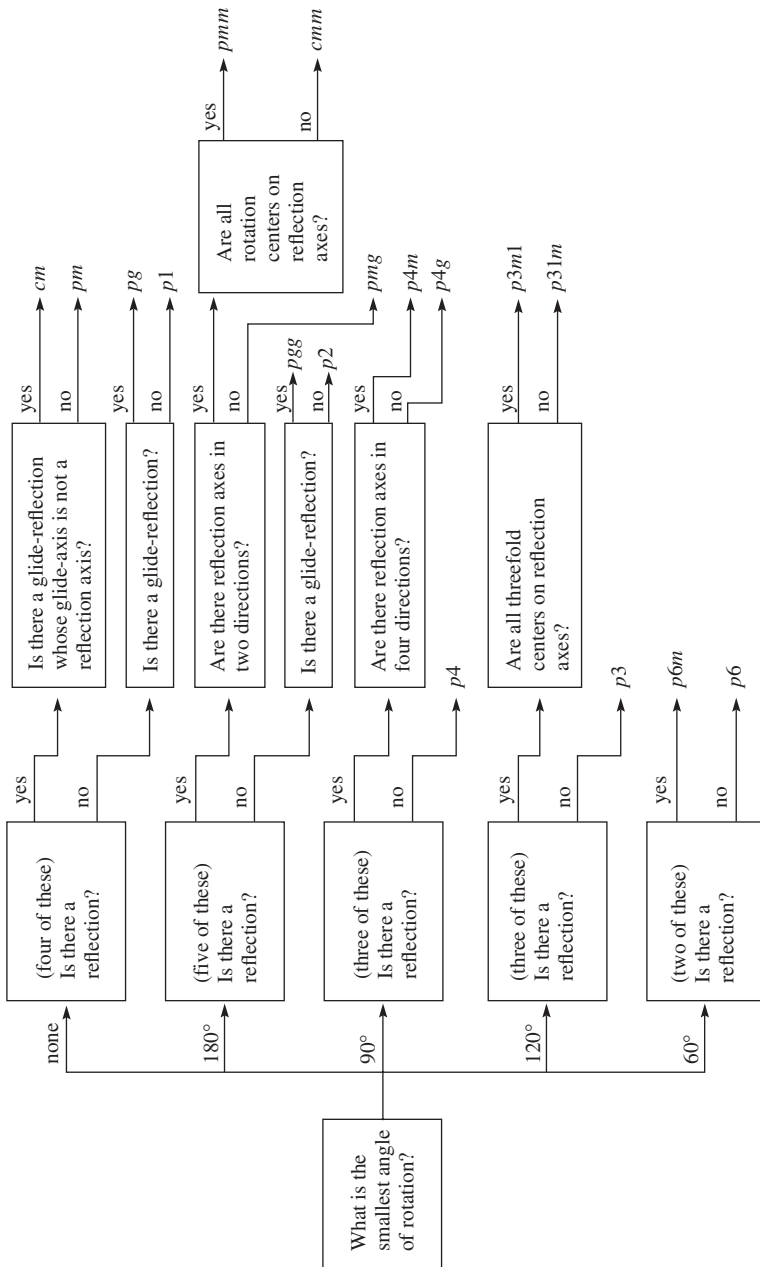 What is the
smallest angle
of rotation?
none
(four of these)
Is there a
reflection?
yes
Is there a glide-reflection
whose glide-axis is not a
reflection axis?
yes
cm
no
pm
no
Is there a glide-reflection?
yes
pg
no
p1
180°
(five of these)
Is there a
reflection?
yes
Are there reflection axes in
two directions?
yes
Are all
rotation
centers on
reflection
axes?
yes
pmm
no
cmm
no
pmg
no
Is there a glide-reflection?
yes
pgg
no
p2
90°
(three of these)
Is there a
reflection?
yes
Are there reflection axes in
four directions?
yes
p4m
no
p4g
no
p4
120°
(three of these)
Is there a
reflection?
yes
Are all threefold
centers on reflection
axes?
yes
p3m1
no
p31m
no
p3
60°
(two of these)
Is there a
reflection?
yes
p6m
no
p6